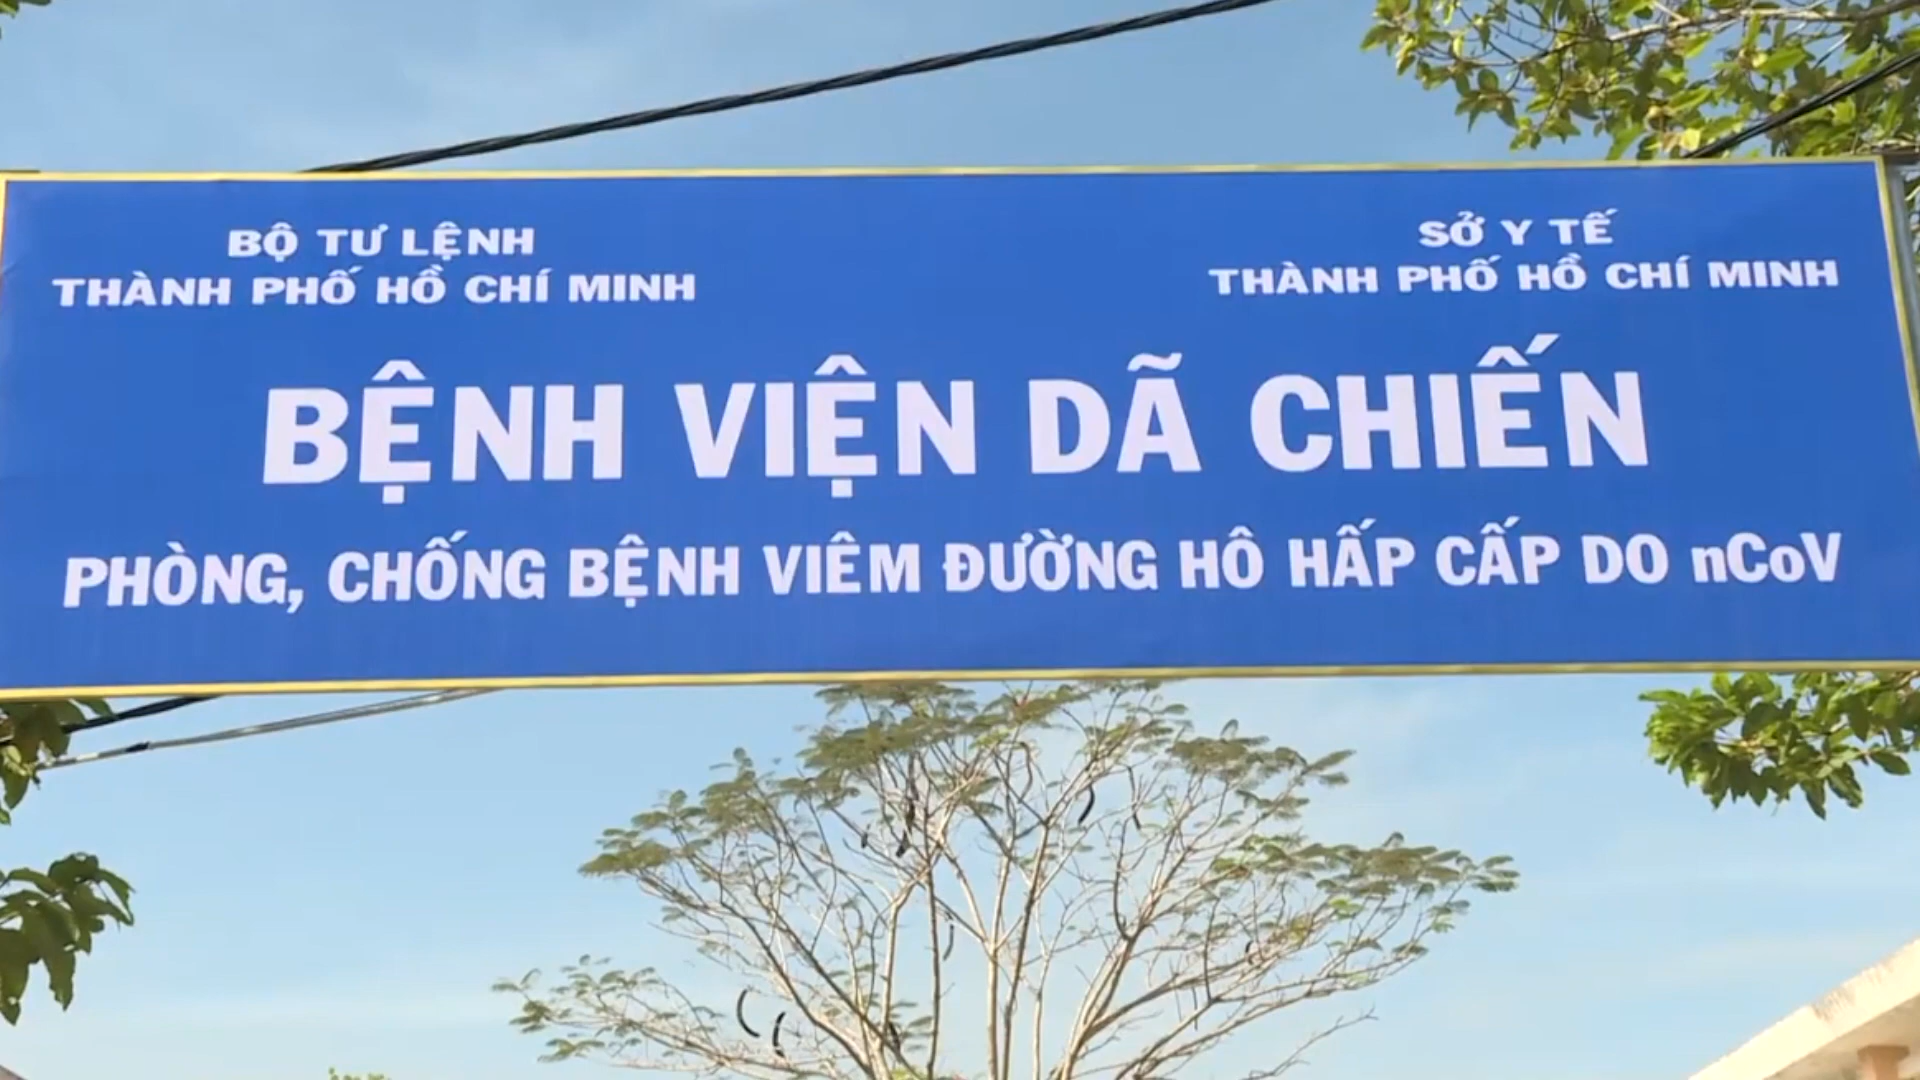 BỘ TƯ LỆNH
THÀNH PHỐ HỒ CHÍ MINH
SỞ Y TẾ
THÀNH PHỐ HỒ CHÍ MINH
BỆNH VIỆN DÃ CHIẾN
PHÒNG, CHỐNG BỆNH VIÊM ĐƯỜNG HÔ HẤP CẤP DO nCoV